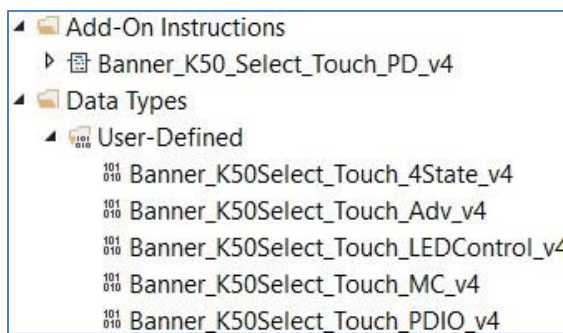 Add-On Instructions
Banner_K50_Select_Touch_PD_v4
Data Types
User-Defined
Banner_K50Select_Touch_4State_v4
Banner_K50Select_Touch_Adv_v4
Banner_K50Select_Touch_LEDControl_v4
Banner_K50Select_Touch_MC_v4
Banner_K50Select_Touch_PDIO_v4